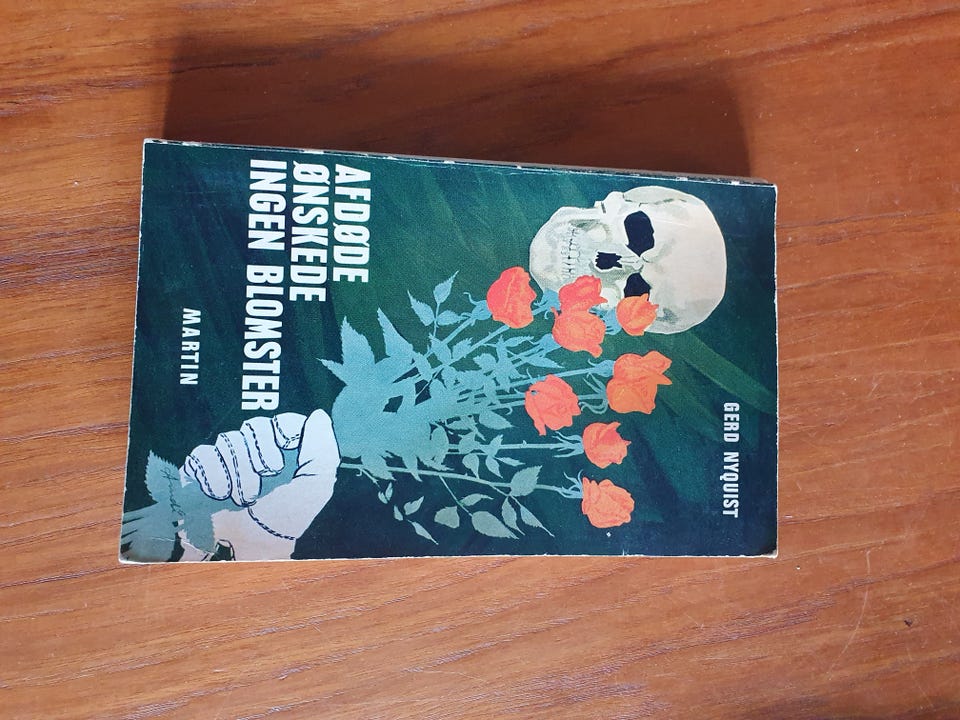 GERD NYQUIST
AFDØDE
ØNSKEDE
INGEN BLOMSTER
MARTIN